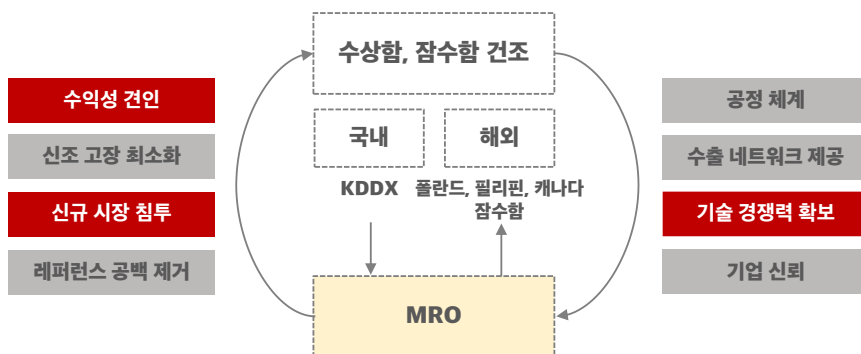 수상함, 잠수함 건조
수익성 견인
신조 고장 최소화
신규 시장 침투
레퍼런스 공백 제거
국내
해외
KDDX
폴란드, 필리핀, 캐나다
잠수함
MRO
공정 체계
수출 네트워크 제공
기술 경쟁력 확보
기업 신뢰